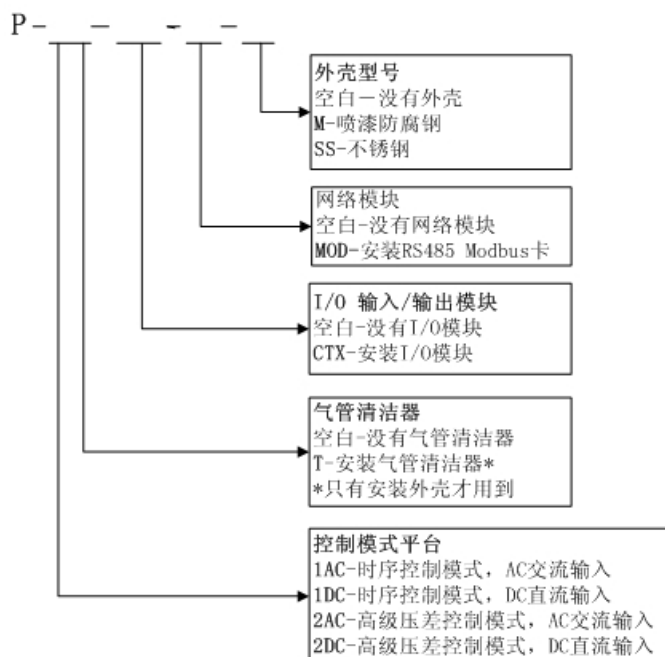 P-
外壳型号
空白－没有外壳
M-喷漆防腐钢
SS-不锈钢
网络模块
空白-没有网络模块
MOD-安装RS485 Modbus卡
I/O 输入/输出模块
空白-没有I/O模块
CTX-安装I/O模块
气管清洁器
空白-没有气管清洁器
T-安装气管清洁器*
*只有安装外壳才用到
控制模式平台
1AC-时序控制模式，AC交流输入
1DC-时序控制模式，DC直流输入
2AC-高级压差控制模式，AC交流输入
2DC-高级压差控制模式，DC直流输入